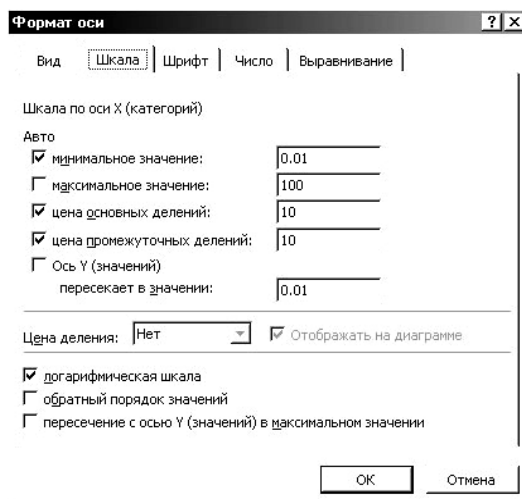 Формат оси
Вид Шкала Шрифт Число Выравнивание
Шкала по оси X (категорий)
Авто
минимальное значение: 0.01
максимальное значение: 100
цена основных делений: 10
цена промежуточных делений: 10
Ось Y (значений)
пересекает в значении: 0.01
Цена деления: Нет Отображать на диаграмме
логарифмическая шкала
обратный порядок значений
пересечение с осью Y (значений) в максимальном значении
OK Отмена